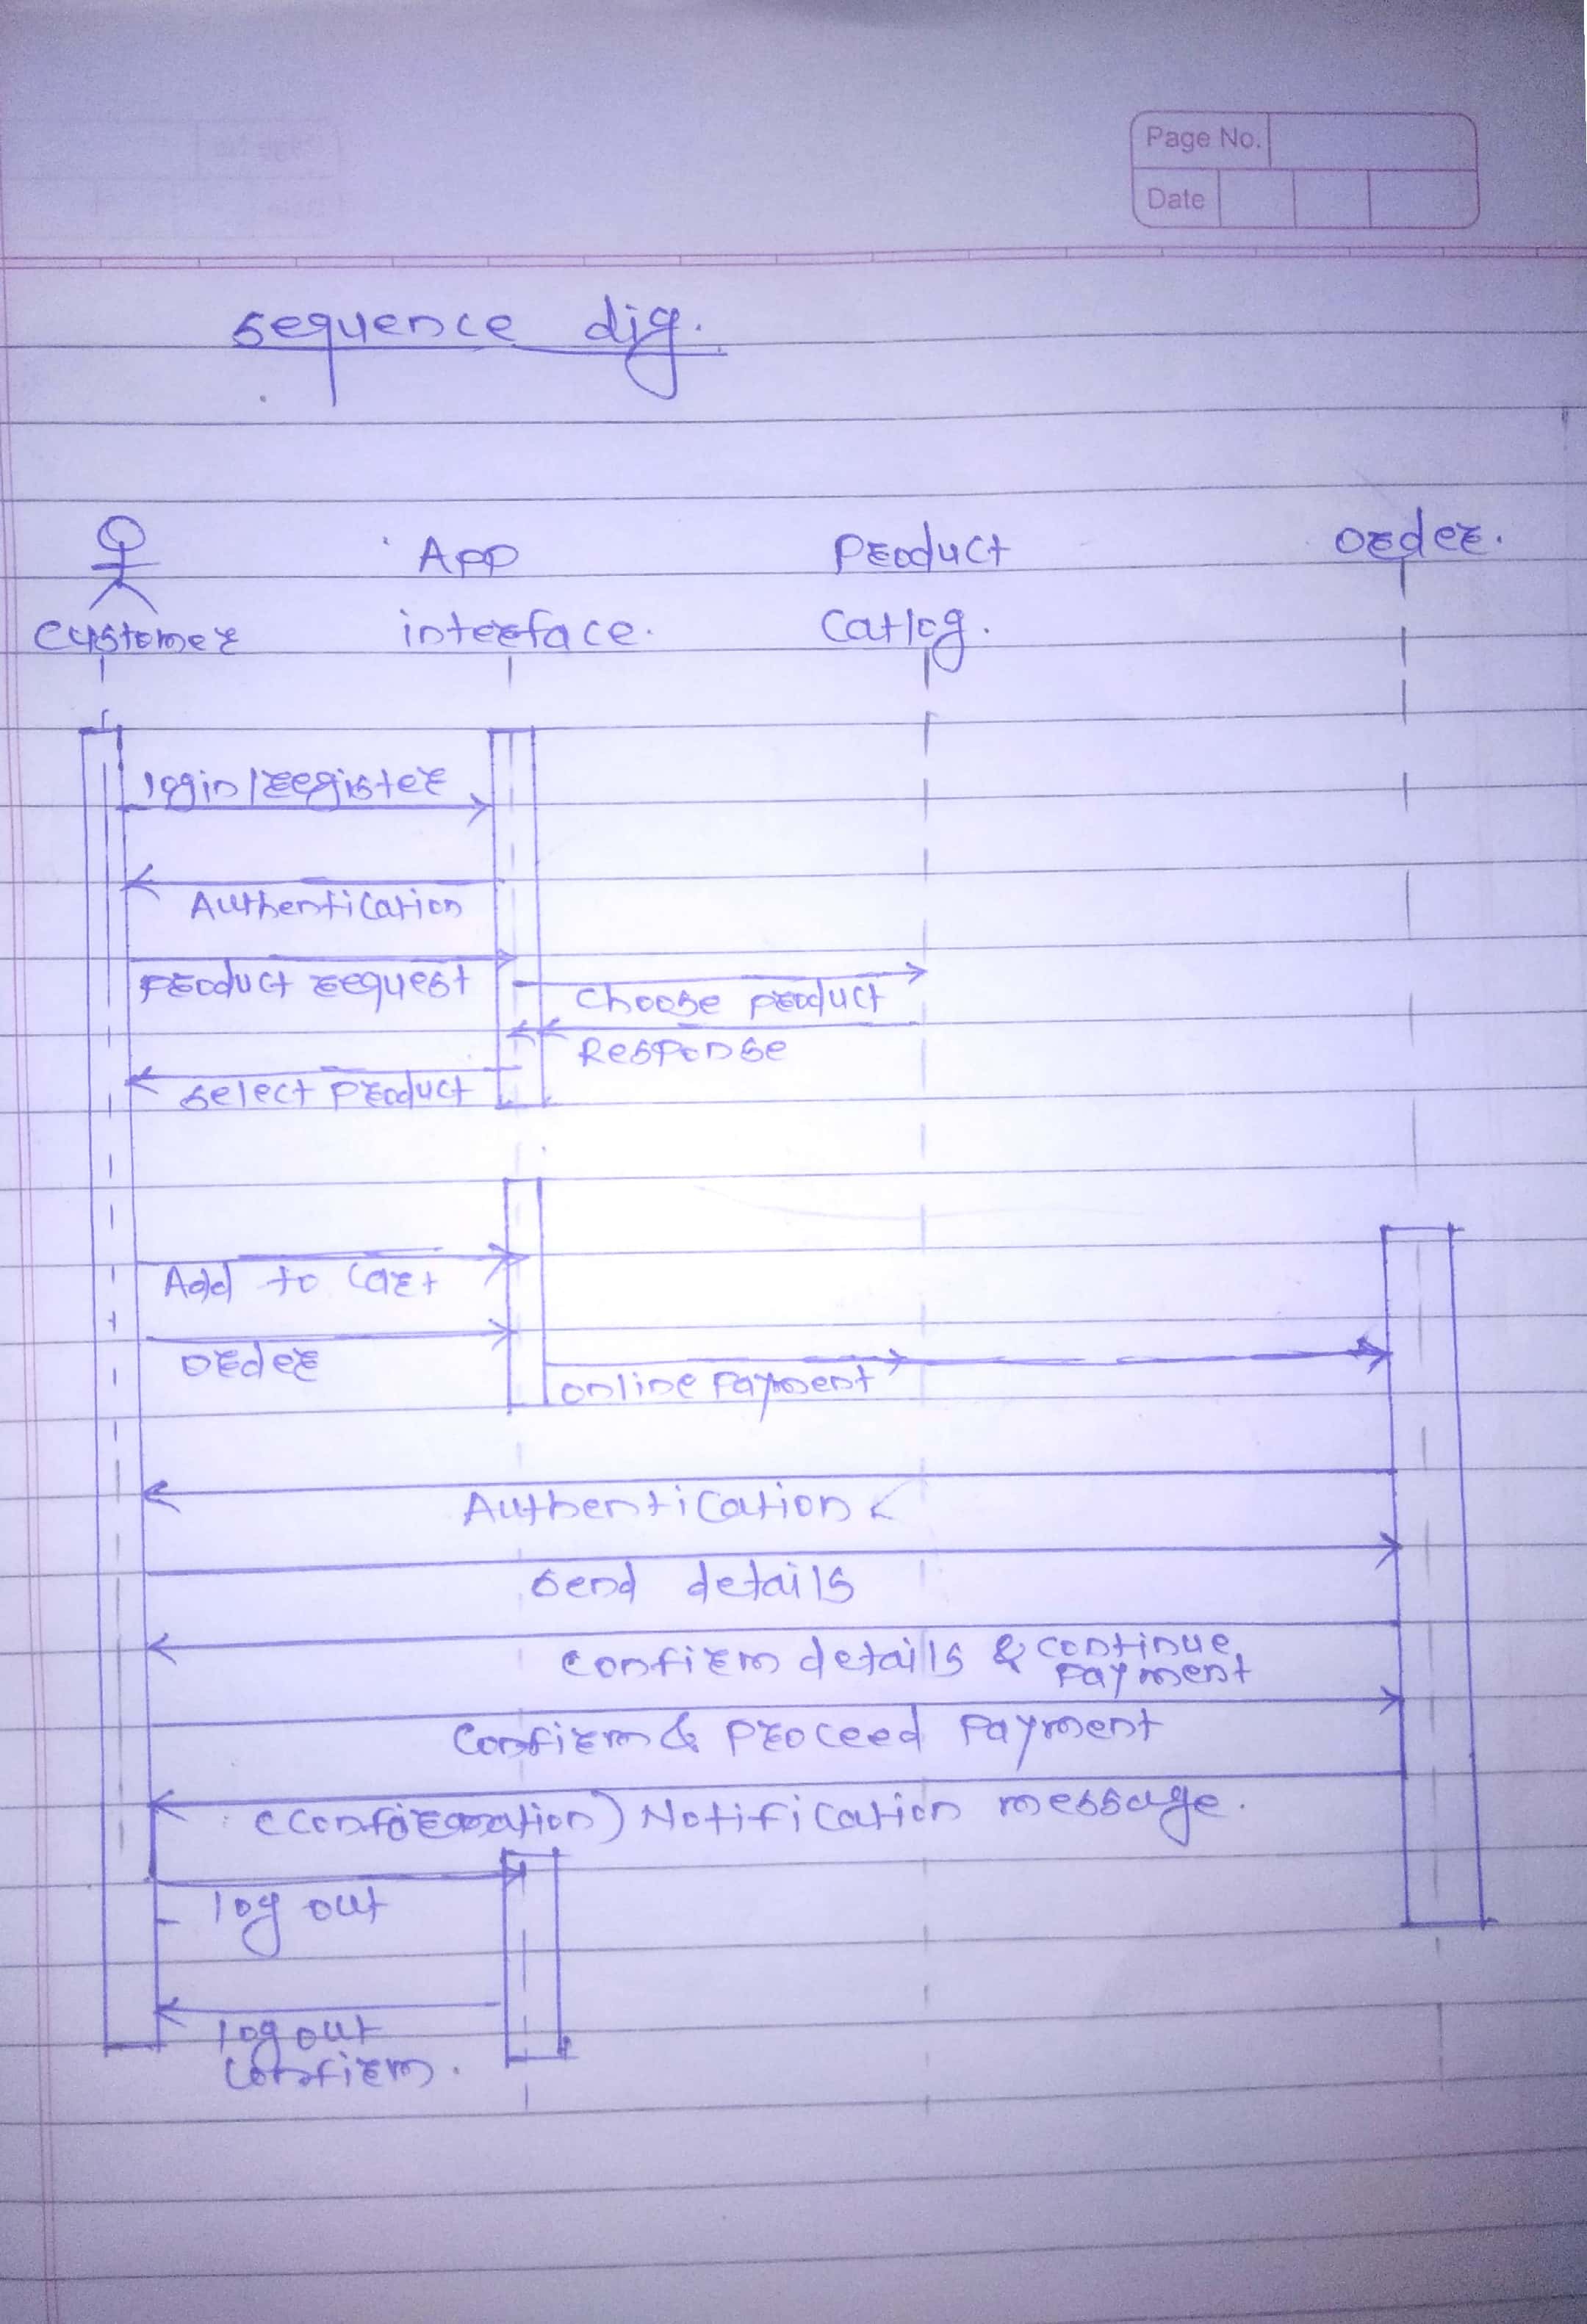 Page No.
Date
sequence dig.
App Product order.
customer interface. Catlog.
login/register
Authentication
product request
choose product
Response
select product
Add to cart
order
online payment
Authentication
send details
confirm details & continue
payment
Confirm & proceed payment
Notification message.
log out
log out
confirm.